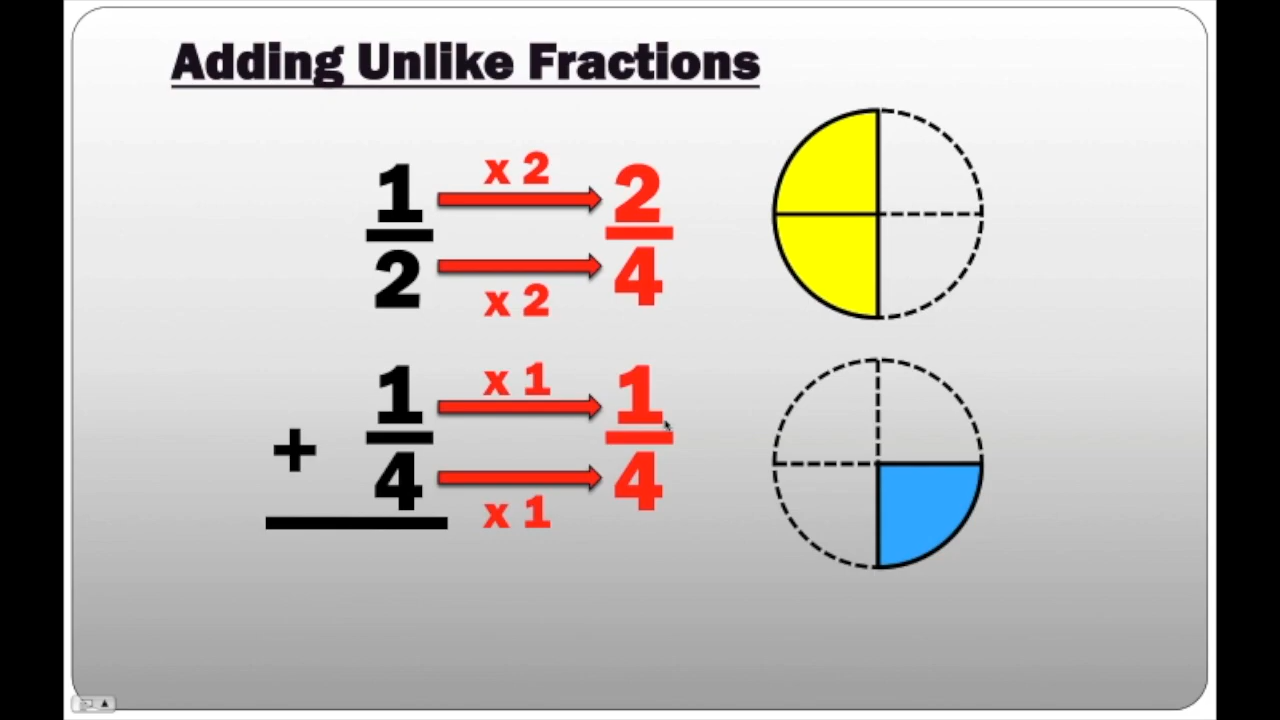 Adding Unlike Fractions
x 2
1 2
2 4
x 2
x 1
1 1
+
4 4
x 1